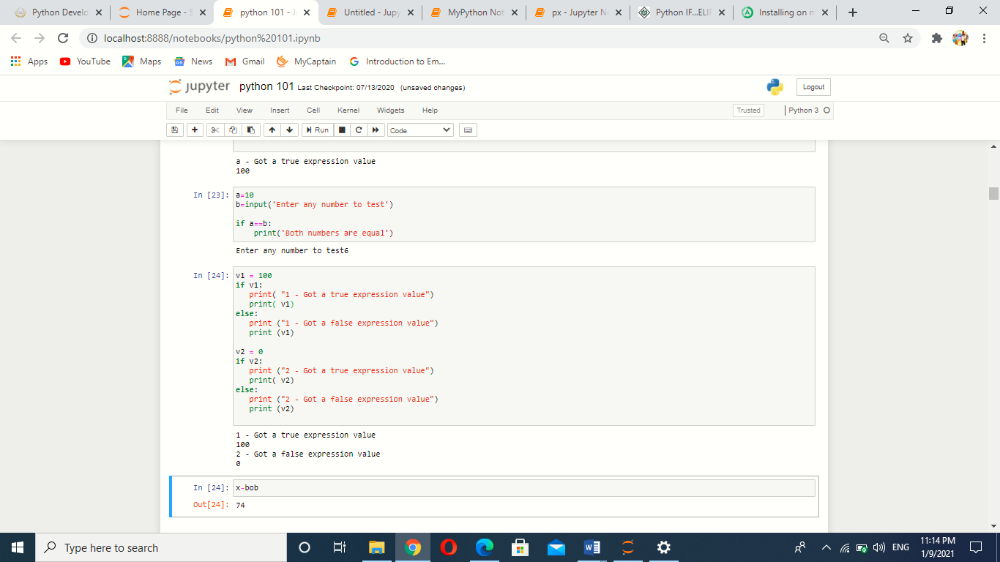 Python Develo
Home Page - S
python 101 - J
Untitled - Jupy
MyPython Not
px - Jupyter N
Python IF...ELIF
Installing on m
localhost:8888/notebooks/python%20101.ipynb
Apps
YouTube
Maps
News
Gmail
MyCaptain
Introduction to Em...
jupyter python 101 Last Checkpoint: 07/13/2020 (unsaved changes)
Logout
File Edit View Insert Cell Kernel Widgets Help
Trusted
Python 3
Run
Code
a - Got a true expression value
100
In [23]: a=10
b=input('Enter any number to test')
if a==b:
    print('Both numbers are equal')
Enter any number to test6
In [24]: v1 = 100
if v1:
   print( "1 - Got a true expression value")
   print( v1)
else:
   print ("1 - Got a false expression value")
   print (v1)
v2 = 0
if v2:
   print ("2 - Got a true expression value")
   print( v2)
else:
   print ("2 - Got a false expression value")
   print (v2)
1 - Got a true expression value
100
2 - Got a false expression value
0
In [24]: x-bob
Out[24]: 74
Type here to search
ENG
11:14 PM
1/9/2021